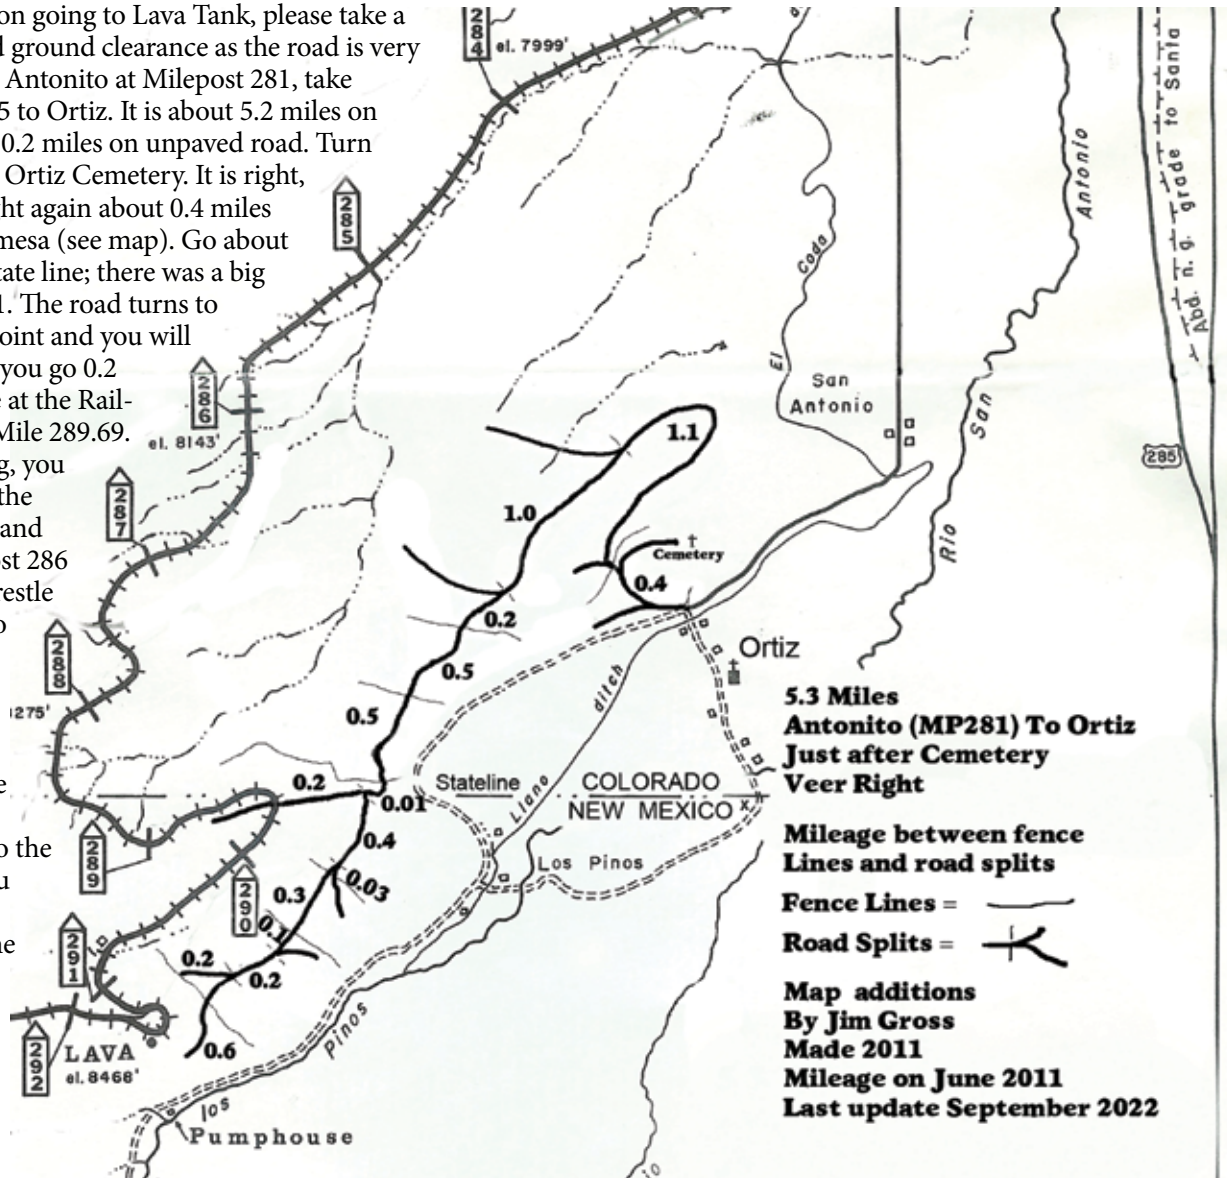 on going to Lava Tank, please take a
ground clearance as the road is very
Antonito at Milepost 281, take
5 to Ortiz. It is about 5.2 miles on
0.2 miles on unpaved road. Turn
Ortiz Cemetery. It is right,
ht again about 0.4 miles
mesa (see map). Go about
tate line; there was a big
1. The road turns to
oint and you will
you go 0.2
at the Rail-
Mile 289.69.
g, you
the
and
st 286
restle
o the
284
el. 7999'
285
286
el. 8143'
287
288
275'
289
290
291
292
LAVA
el. 8468'
Abd. n. g. grade to Santa
285
Rio San Antonio
El Coda
San
Antonio
1.1
1.0
Cemetery
0.4
0.2
0.5
0.5
0.2
0.01
0.4
0.03
0.3
0.1
0.2
0.2
0.6
Ortiz
Llano ditch
Stateline
COLORADO
NEW MEXICO
x
Los Pinos
los Pinos
Pumphouse
5.3 Miles
Antonito (MP281) To Ortiz
Just after Cemetery
Veer Right
Mileage between fence
Lines and road splits
Fence Lines =
Road Splits =
Map additions
By Jim Gross
Made 2011
Mileage on June 2011
Last update September 2022